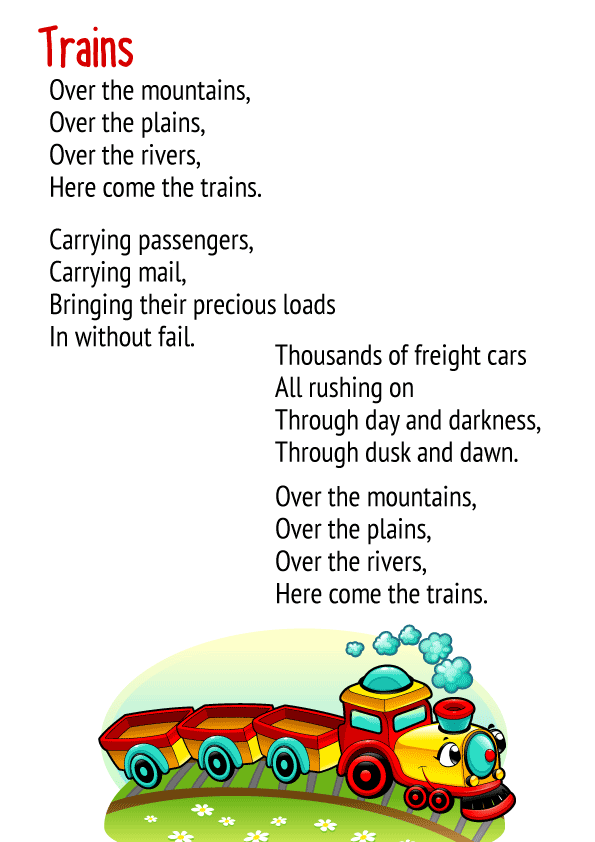 Trains
Over the mountains,
Over the plains,
Over the rivers,
Here come the trains.
Carrying passengers,
Carrying mail,
Bringing their precious loads
In without fail.
Thousands of freight cars
All rushing on
Through day and darkness,
Through dusk and dawn.
Over the mountains,
Over the plains,
Over the rivers,
Here come the trains.